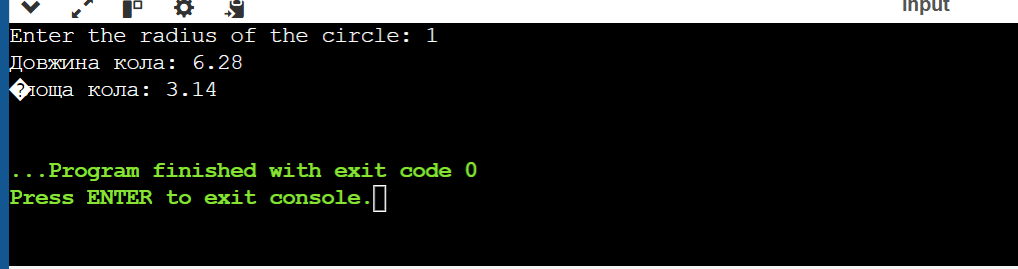 input
Enter the radius of the circle: 1
Довжина кола: 6.28
�лоща кола: 3.14
...Program finished with exit code 0
Press ENTER to exit console.